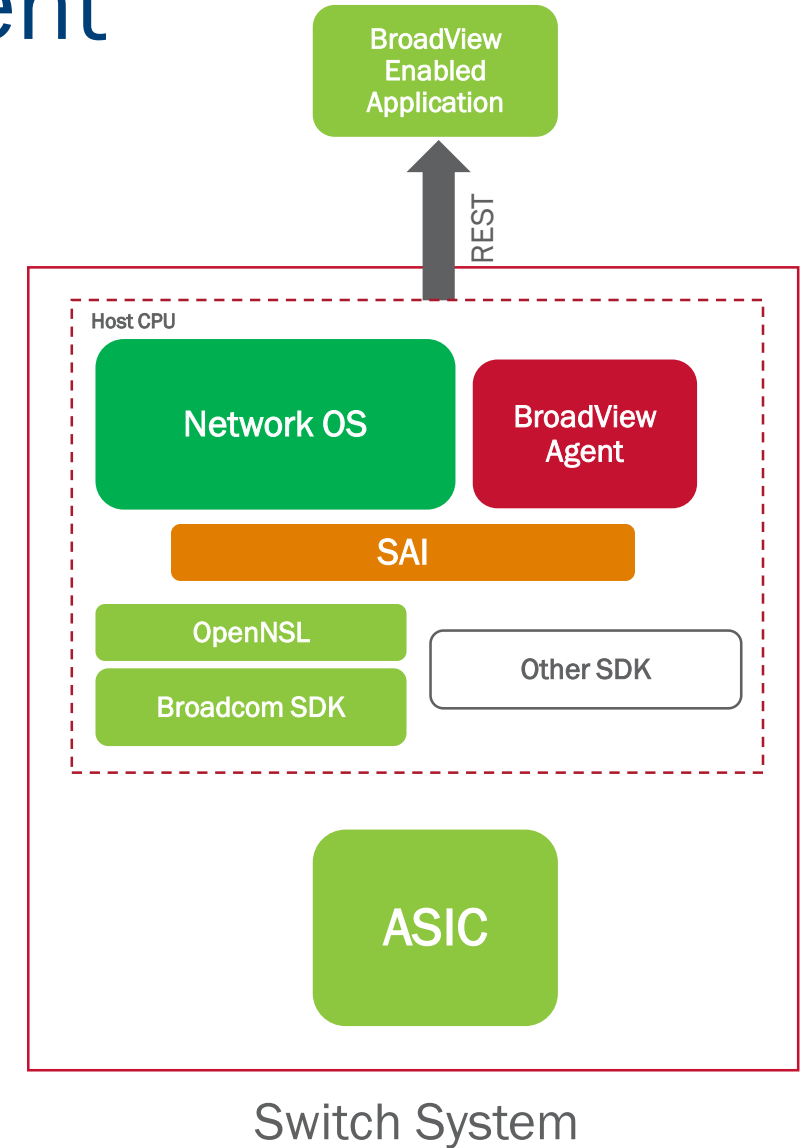 BroadView
Enabled
Application
REST
Host CPU
Network OS
BroadView
Agent
SAI
OpenNSL
Other SDK
Broadcom SDK
ASIC
Switch System